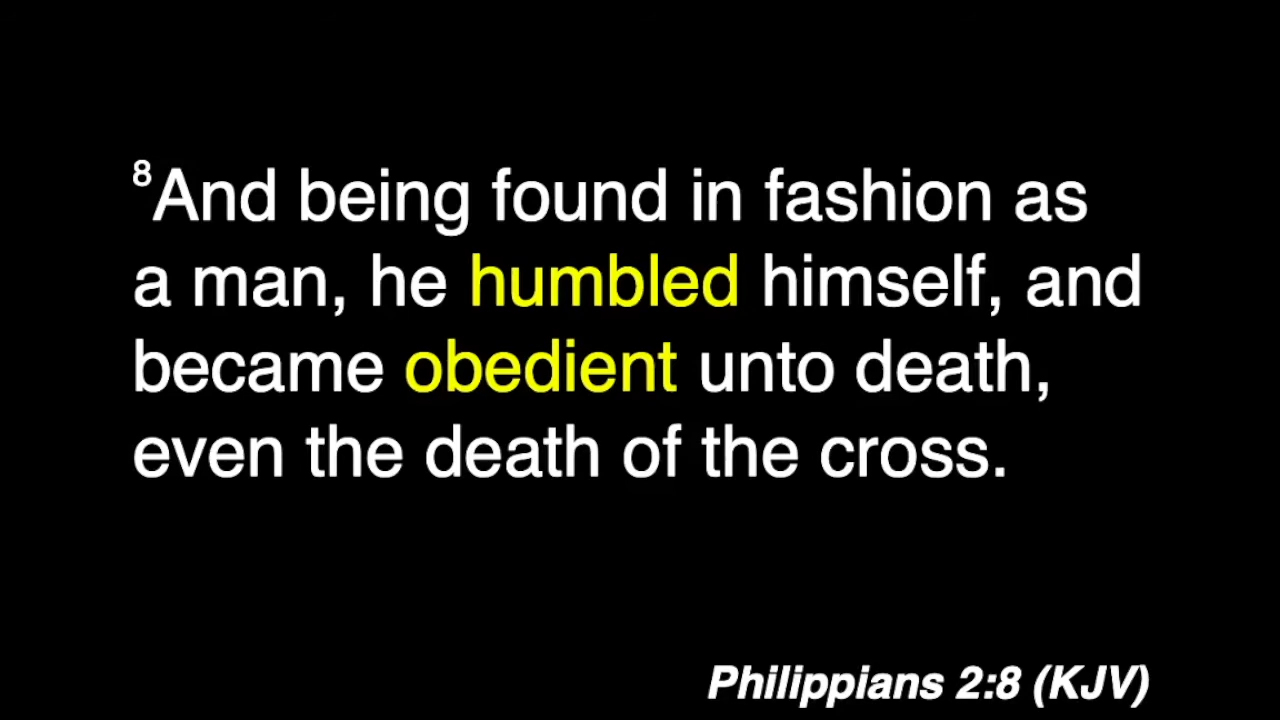 8And being found in fashion as
a man, he humbled himself, and
became obedient unto death,
even the death of the cross.
Philippians 2:8 (KJV)